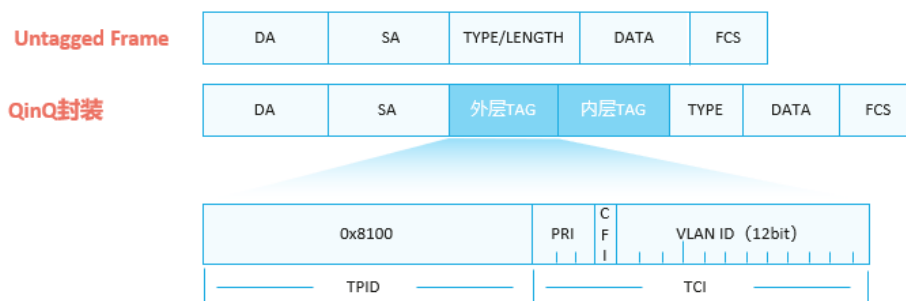 Untagged Frame DA SA TYPE/LENGTH DATA FCS
QinQ封装 DA SA 外层TAG 内层TAG TYPE DATA FCS
0x8100 PRI CFI VLAN ID（12bit）
TPID TCI